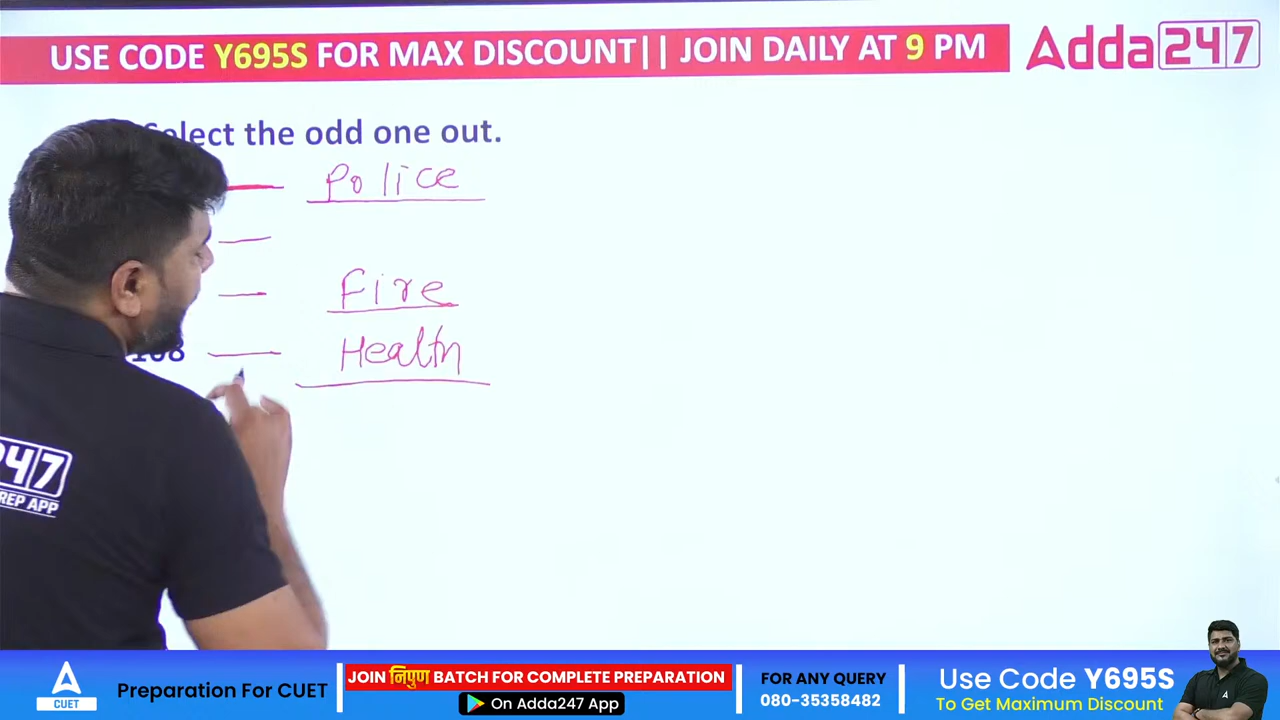 USE CODE Y695S FOR MAX DISCOUNT|| JOIN DAILY AT 9 PM
Adda247
Select the odd one out.
Police
Fire
108 Health
247
PREP APP
CUET
Preparation For CUET
JOIN निपुण BATCH FOR COMPLETE PREPARATION
On Adda247 App
FOR ANY QUERY
080-35358482
Use Code Y695S
To Get Maximum Discount